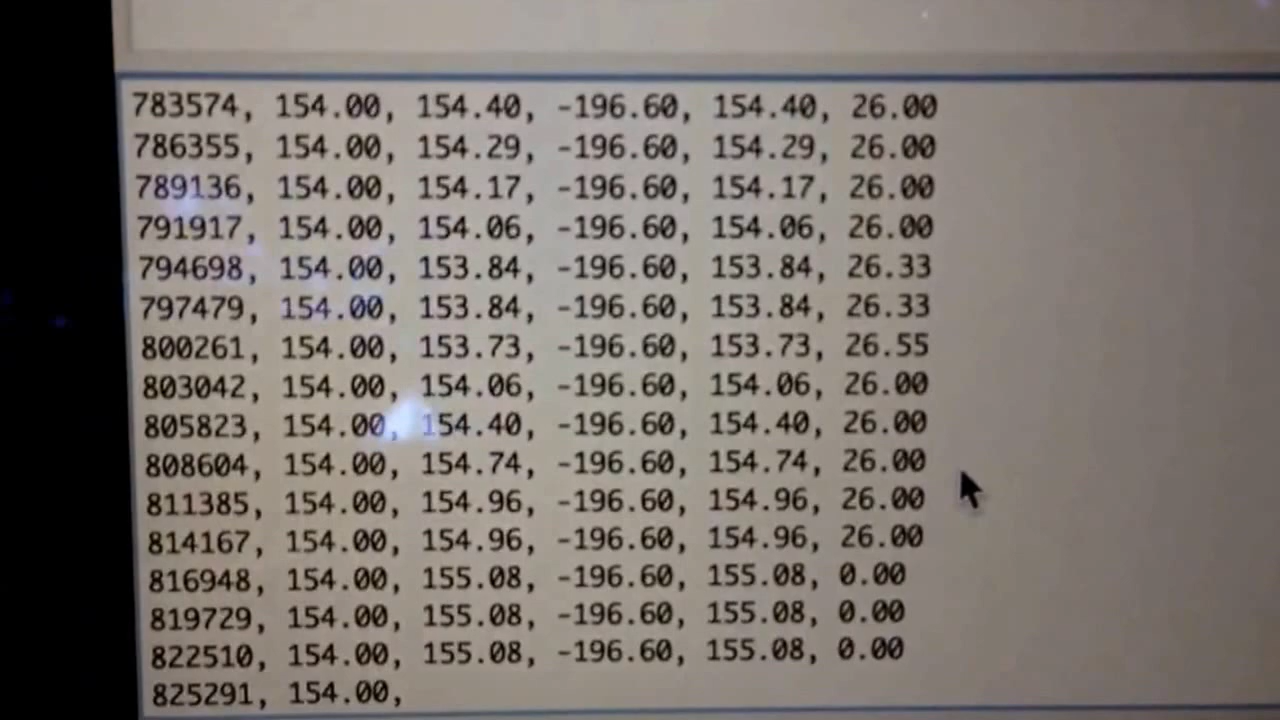 783574, 154.00, 154.40, -196.60, 154.40, 26.00
786355, 154.00, 154.29, -196.60, 154.29, 26.00
789136, 154.00, 154.17, -196.60, 154.17, 26.00
791917, 154.00, 154.06, -196.60, 154.06, 26.00
794698, 154.00, 153.84, -196.60, 153.84, 26.33
797479, 154.00, 153.84, -196.60, 153.84, 26.33
800261, 154.00, 153.73, -196.60, 153.73, 26.55
803042, 154.00, 154.06, -196.60, 154.06, 26.00
805823, 154.00, 154.40, -196.60, 154.40, 26.00
808604, 154.00, 154.74, -196.60, 154.74, 26.00
811385, 154.00, 154.96, -196.60, 154.96, 26.00
814167, 154.00, 154.96, -196.60, 154.96, 26.00
816948, 154.00, 155.08, -196.60, 155.08, 0.00
819729, 154.00, 155.08, -196.60, 155.08, 0.00
822510, 154.00, 155.08, -196.60, 155.08, 0.00
825291, 154.00,